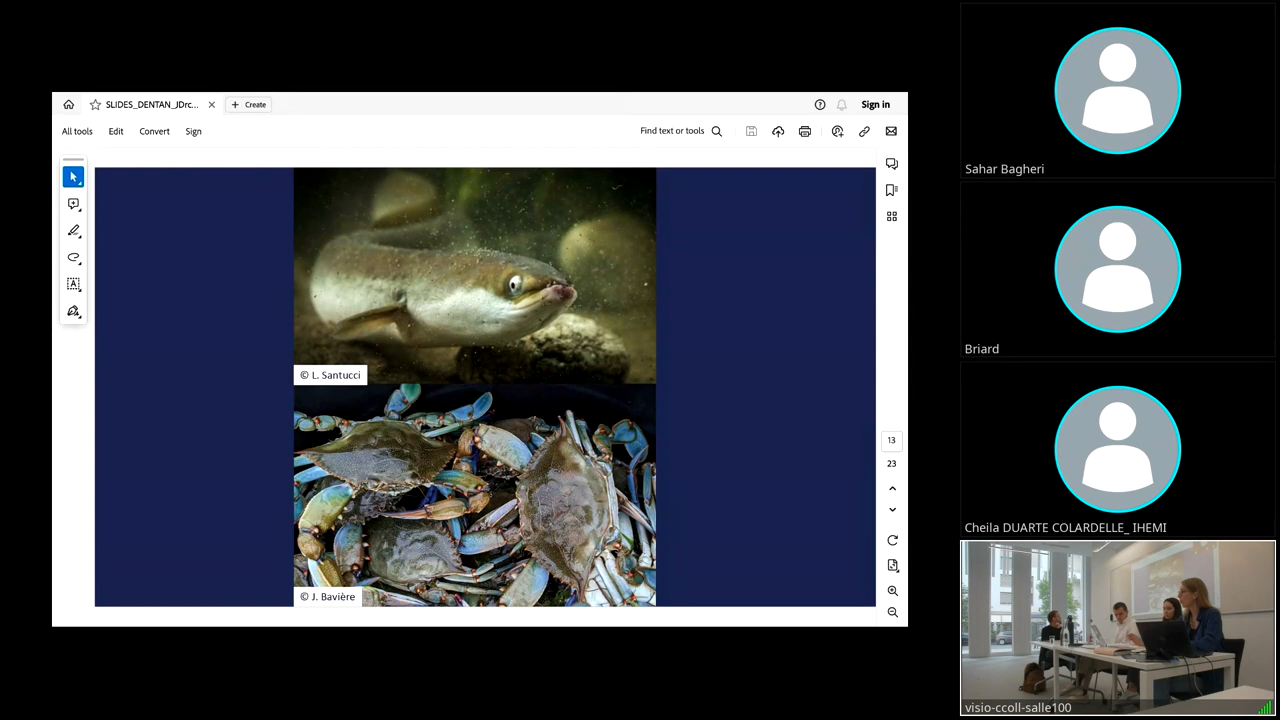 SLIDES_DENTAN_JDrc...
Create
Sign in
All tools
Edit
Convert
Sign
Find text or tools
© L. Santucci
© J. Bavière
13
23
Sahar Bagheri
Briard
Cheila DUARTE COLARDELLE_ IHEMI
visio-ccoll-salle100